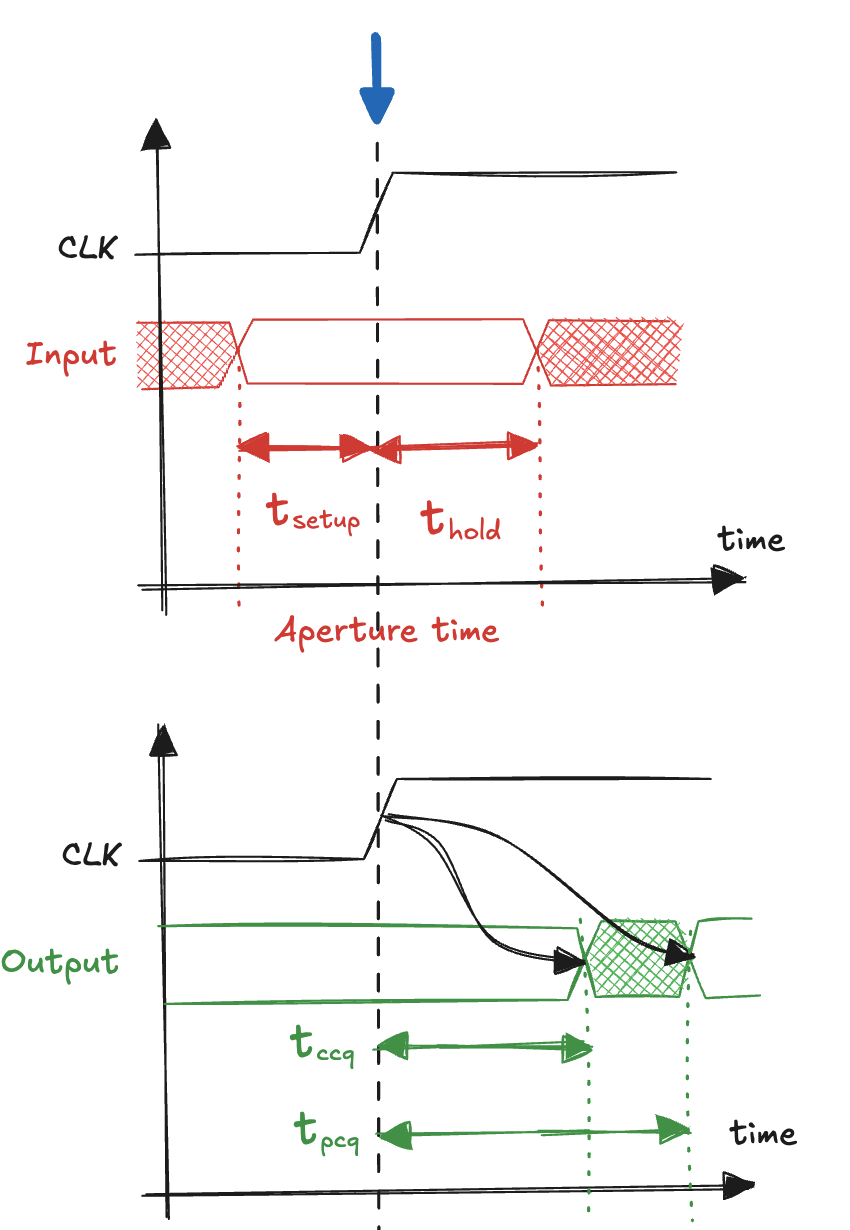 CLK
Input
tsetup
thold
time
Aperture time
CLK
Output
tccq
tpcq
time